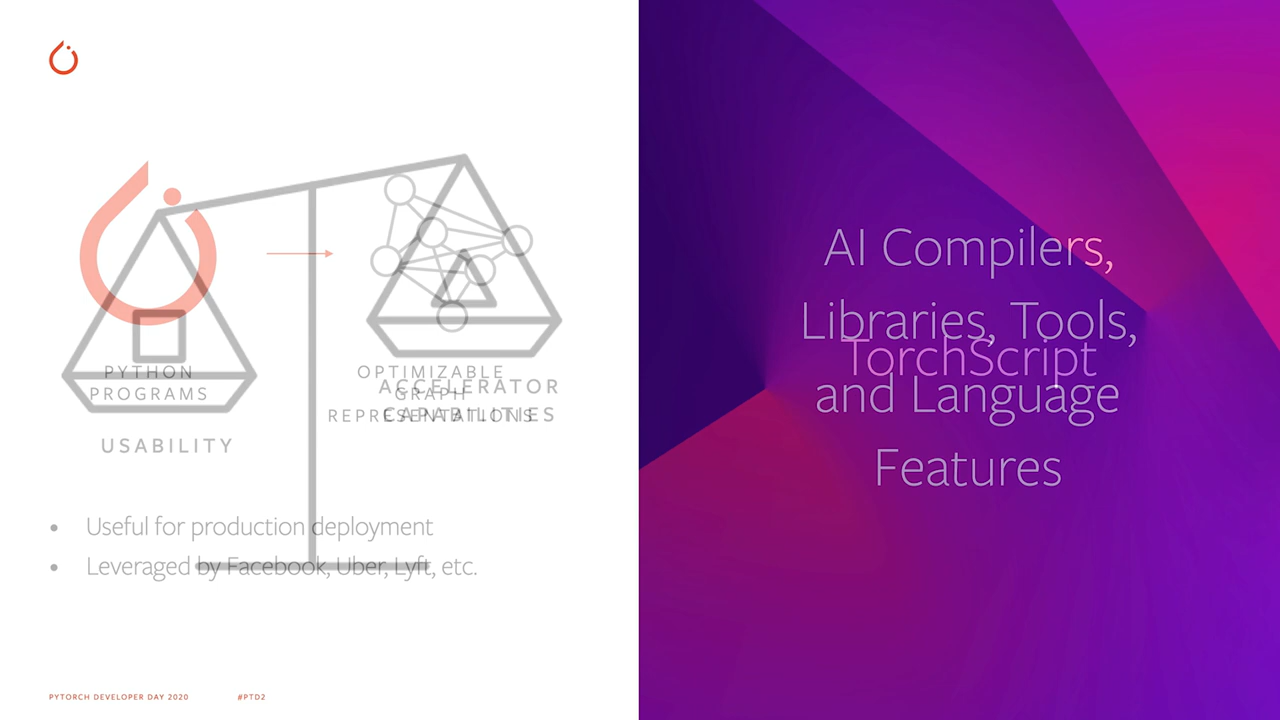 PYTHON
PROGRAMS
OPTIMIZABLE
GRAPH
REPRESENTATIONS
USABILITY
ACCELERATOR
CAPABILITIES
• Useful for production deployment
• Leveraged by Facebook, Uber, Lyft, etc.
PYTORCH DEVELOPER DAY 2020 #PTD2
AI Compilers,
Libraries, Tools,
and Language
Features
TorchScript